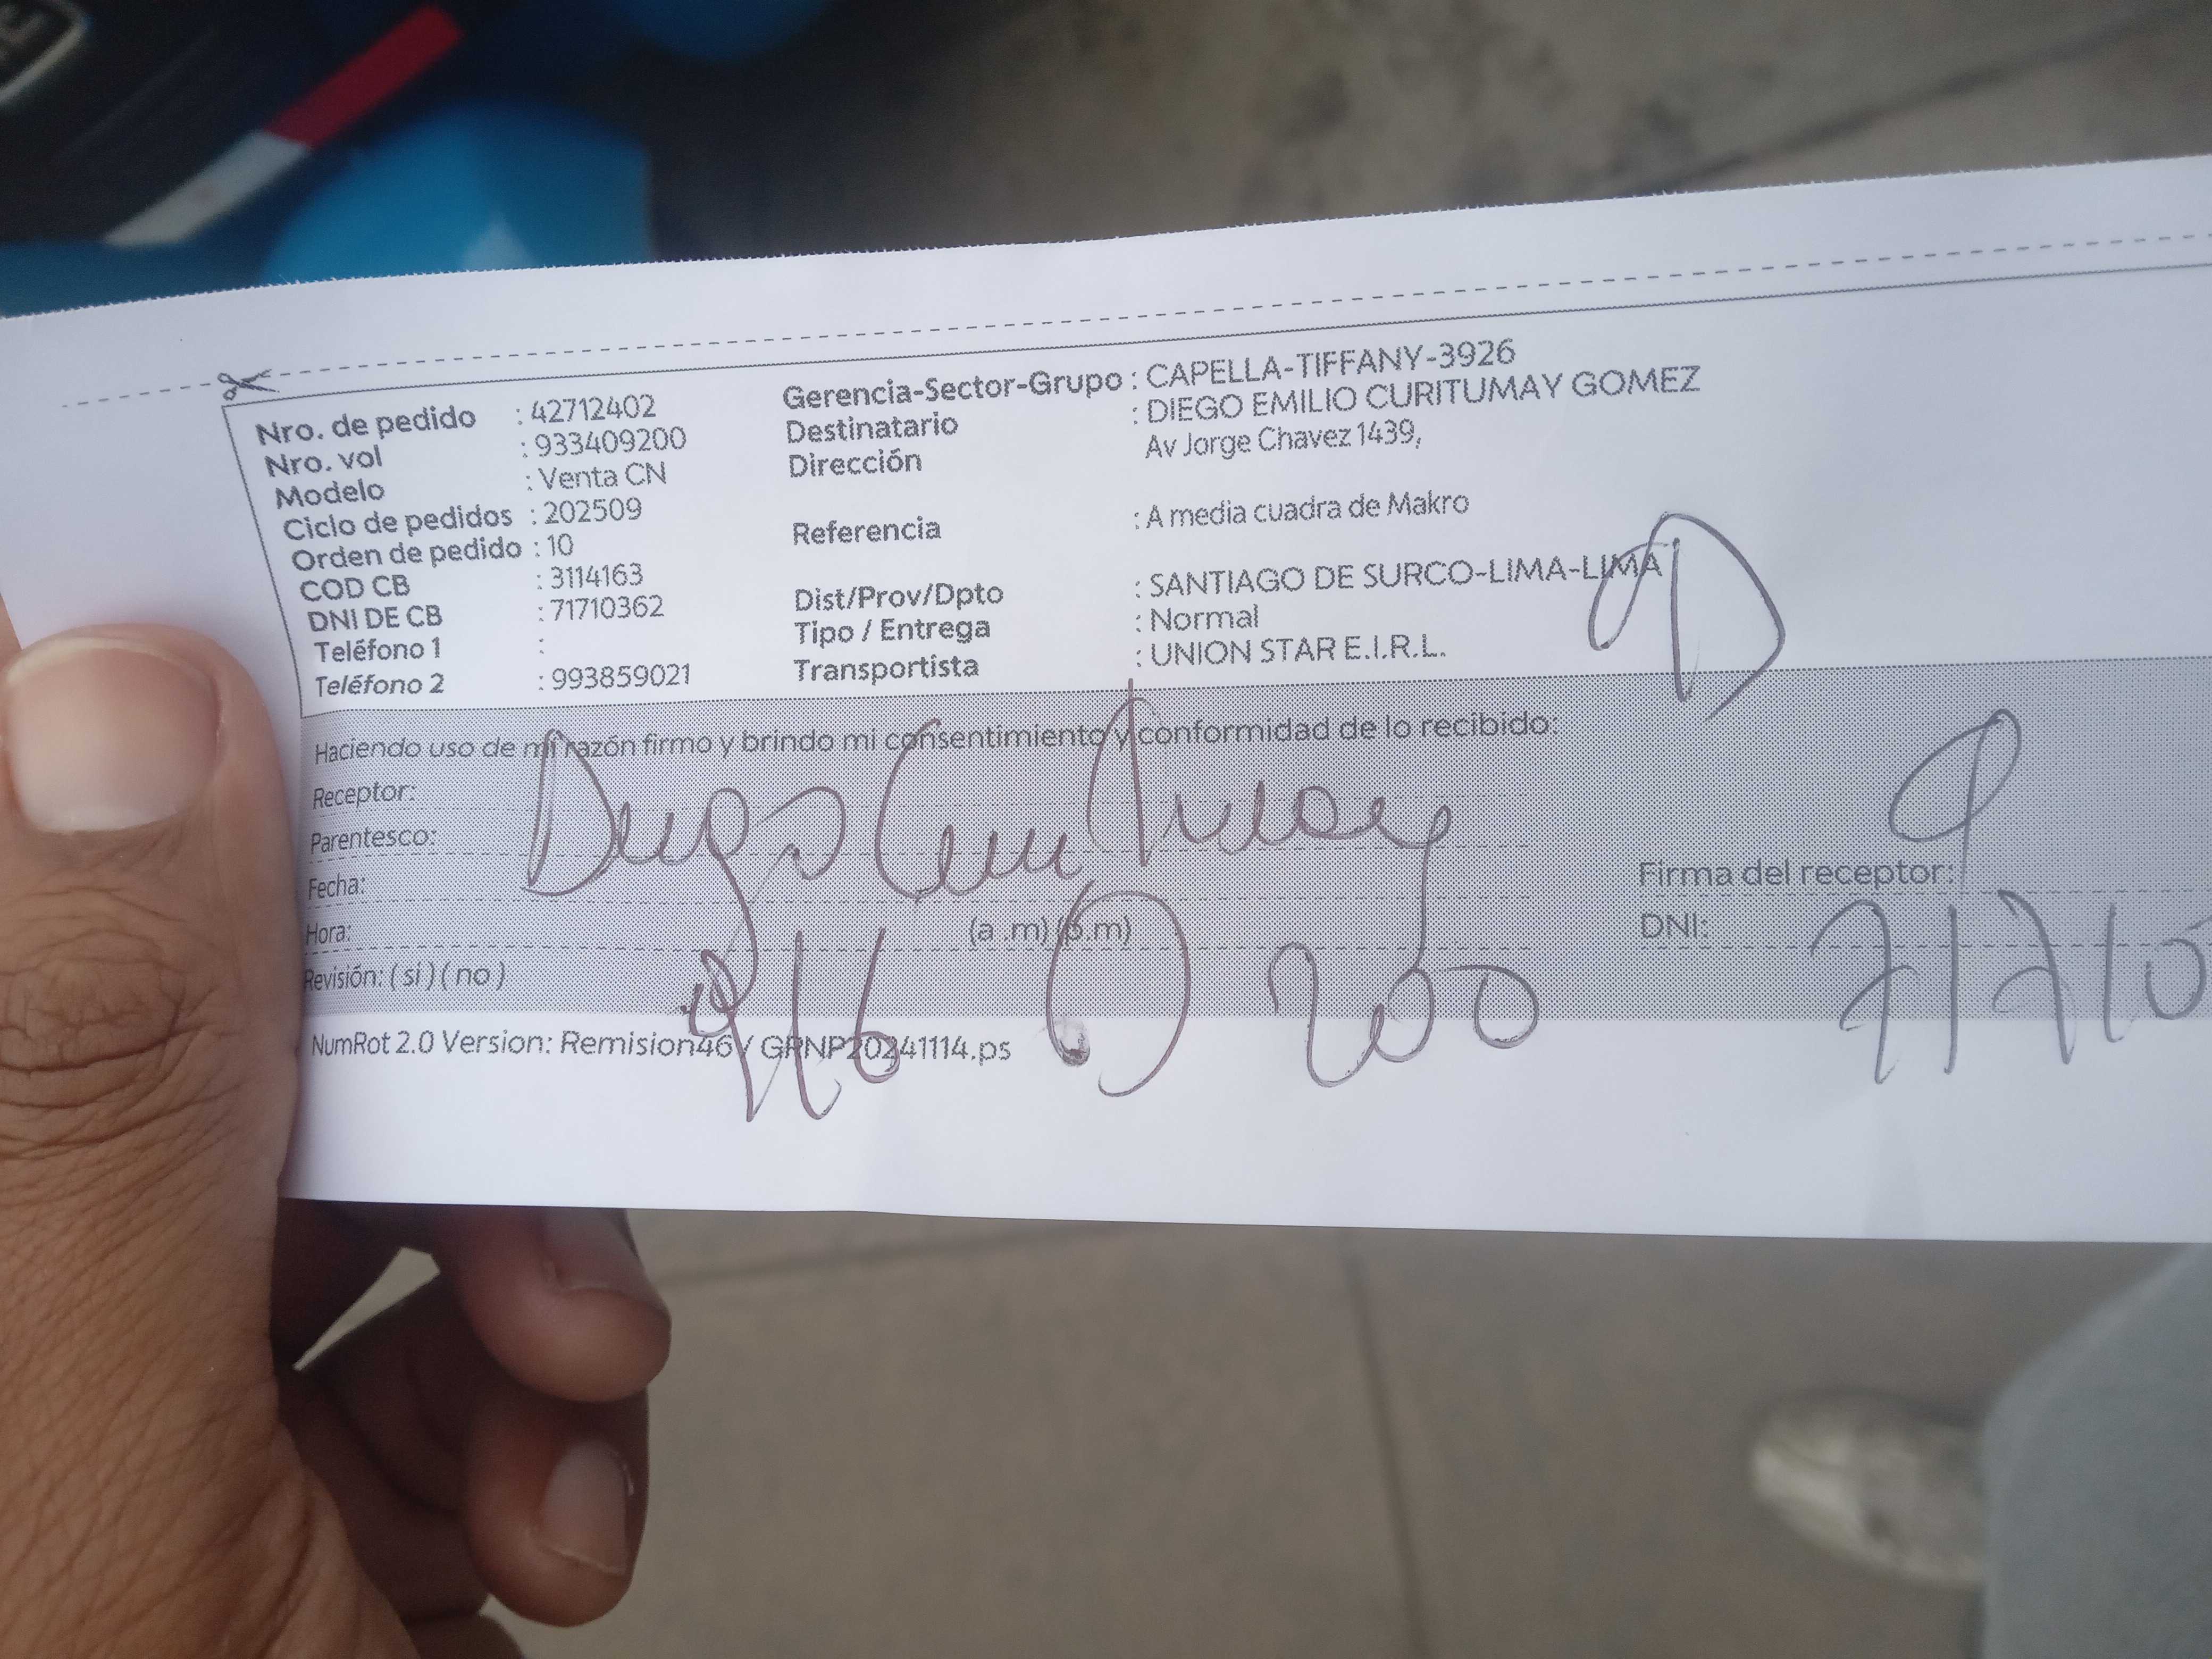 Nro. de pedido : 42712402
Nro. vol : 933409200
Modelo : Venta CN
Ciclo de pedidos : 202509
Orden de pedido : 10
COD CB : 3114163
DNI DE CB : 71710362
Teléfono 1 :
Teléfono 2 : 993859021
Gerencia-Sector-Grupo : CAPELLA-TIFFANY-3926
Destinatario : DIEGO EMILIO CURITUMAY GOMEZ
Dirección Av Jorge Chavez 1439,
Referencia : A media cuadra de Makro
Dist/Prov/Dpto : SANTIAGO DE SURCO-LIMA-LIMA
Tipo / Entrega : Normal
Transportista : UNION STAR E.I.R.L.
Haciendo uso de mi razón firmo y brindo mi consentimiento y conformidad de lo recibido:
Receptor: Diego Curitumay
Parentesco:
Fecha:
Hora: (a .m) (p.m)
Revisión: ( si ) ( no )
Firma del receptor:
DNI: 71710
NumRot 2.0 Version: Remision46 / GRNP20241114.ps